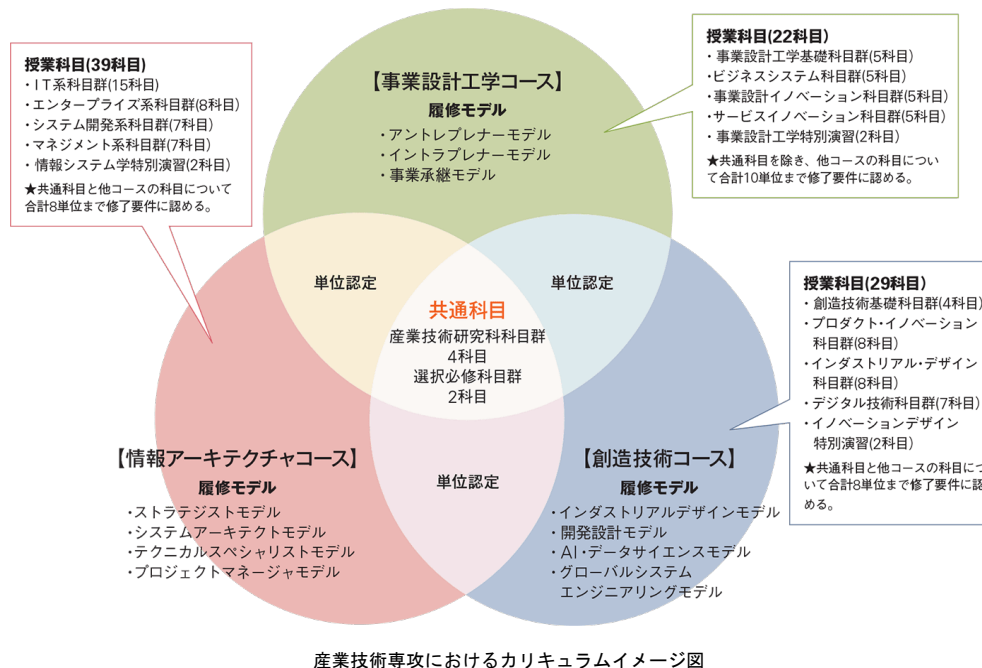 授業科目(39科目)
・IT系科目群(15科目)
・エンタープライズ系科目群(8科目)
・システム開発系科目群(7科目)
・マネジメント系科目群(7科目)
・情報システム学特別演習(2科目)
★共通科目と他コースの科目について
合計8単位まで修了要件に認める。
【事業設計工学コース】
履修モデル
・アントレプレナーモデル
・イントラプレナーモデル
・事業承継モデル
授業科目(22科目)
・事業設計工学基礎科目群(5科目)
・ビジネスシステム科目群(5科目)
・事業設計イノベーション科目群(5科目)
・サービスイノベーション科目群(5科目)
・事業設計工学特別演習(2科目)
★共通科目を除き、他コースの科目につい
て合計10単位まで修了要件に認める。
単位認定
単位認定
共通科目
産業技術研究科科目群
4科目
選択必修科目群
2科目
授業科目(29科目)
・創造技術基礎科目群(4科目)
・プロダクト・イノベーション
科目群(8科目)
・インダストリアル・デザイン
科目群(8科目)
・デジタル技術科目群(7科目)
・イノベーションデザイン
特別演習(2科目)
★共通科目と他コースの科目につ
いて合計8単位まで修了要件に認
める。
【情報アーキテクチャコース】
履修モデル
・ストラテジストモデル
・システムアーキテクトモデル
・テクニカルスペシャリストモデル
・プロジェクトマネージャモデル
単位認定
【創造技術コース】
履修モデル
・インダストリアルデザインモデル
・開発設計モデル
・AI・データサイエンスモデル
・グローバルシステム
エンジニアリングモデル
産業技術専攻におけるカリキュラムイメージ図